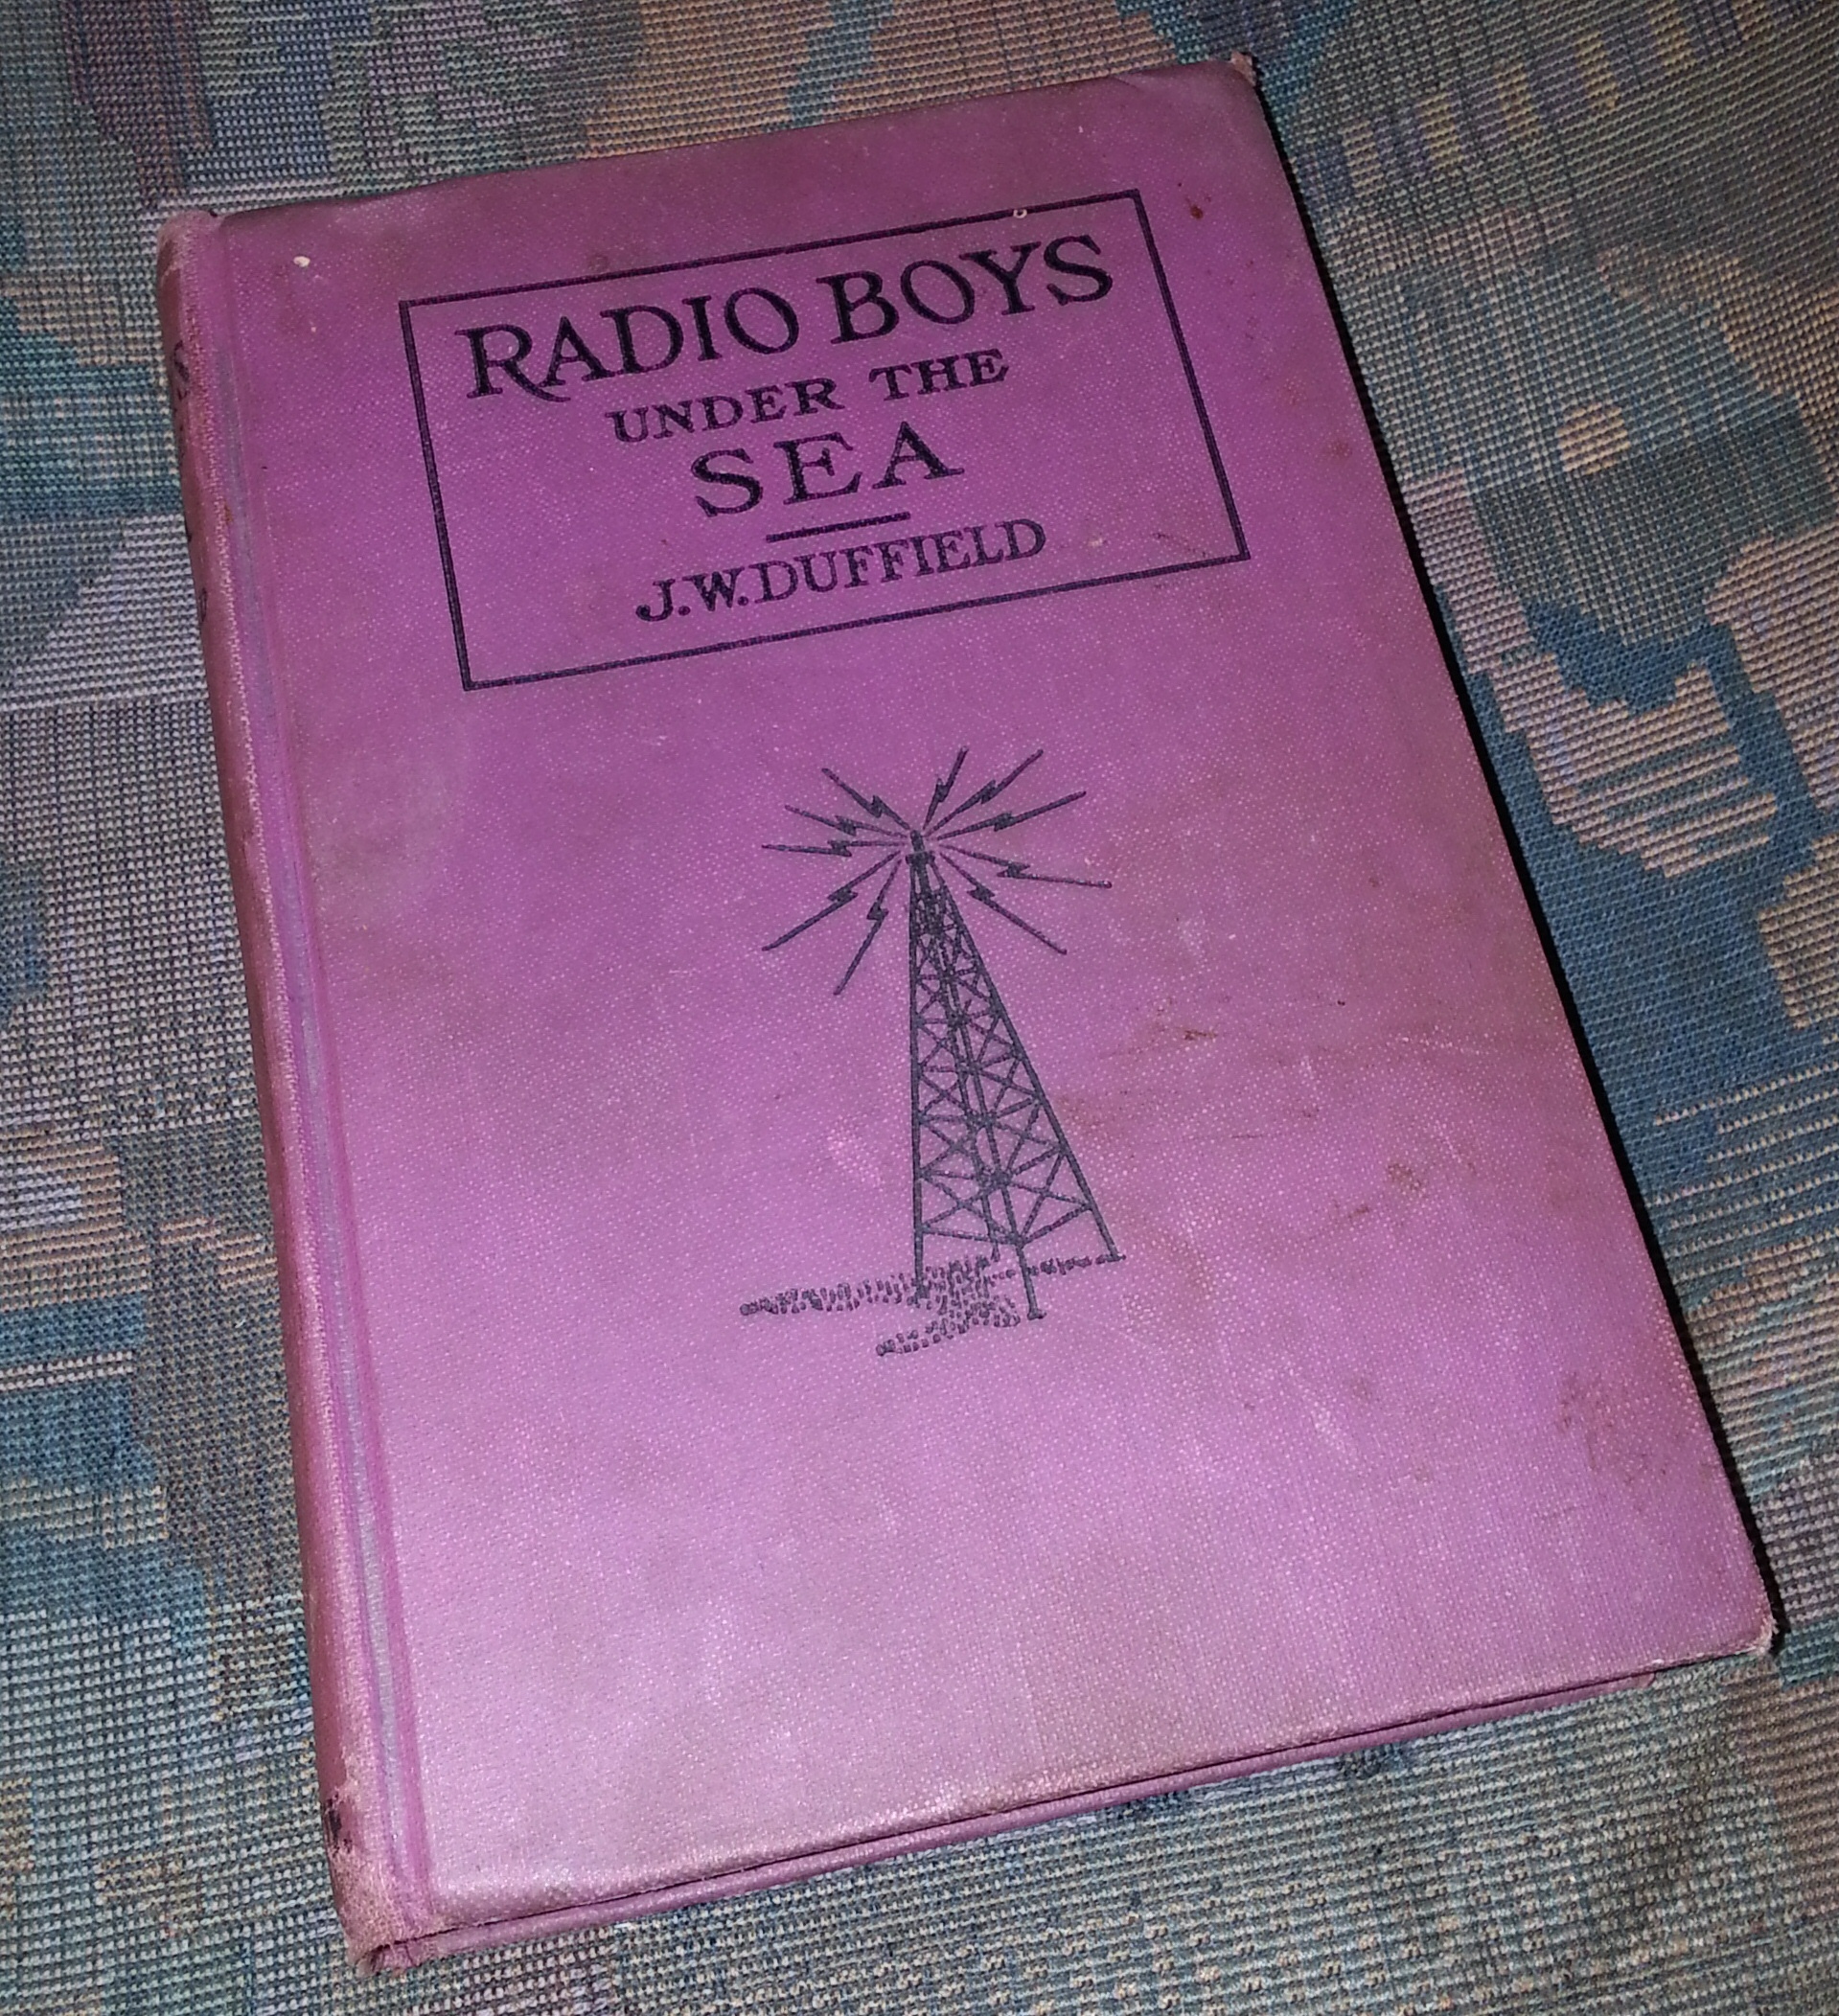 RADIO BOYS
UNDER THE
SEA
J.W.DUFFIELD